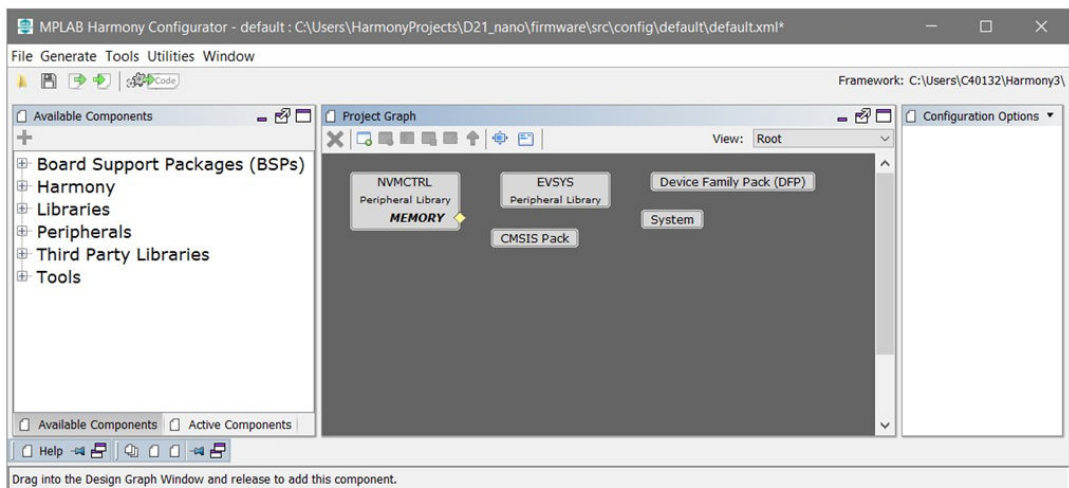 MPLAB Harmony Configurator - default : C:\Users\HarmonyProjects\D21_nano\firmware\src\config\default\default.xml*
File Generate Tools Utilities Window
Code
Framework: C:\Users\C40132\Harmony3\
Available Components
Project Graph
Configuration Options
View: Root
Board Support Packages (BSPs)
Harmony
Libraries
Peripherals
Third Party Libraries
Tools
NVMCTRL
Peripheral Library
MEMORY
EVSYS
Peripheral Library
Device Family Pack (DFP)
System
CMSIS Pack
Available Components
Active Components
Help
Drag into the Design Graph Window and release to add this component.